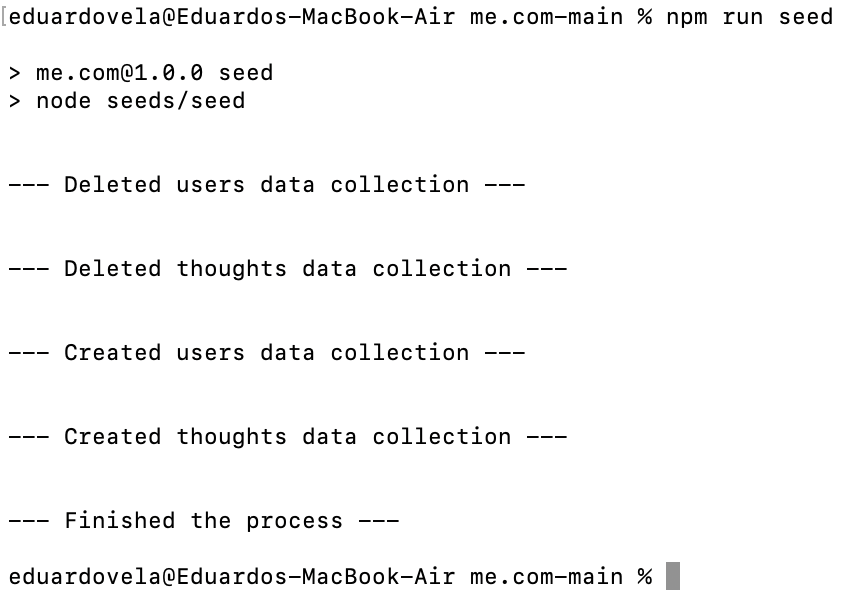 [eduardovela@Eduardos-MacBook-Air me.com-main % npm run seed
> me.com@1.0.0 seed
> node seeds/seed
--- Deleted users data collection ---
--- Deleted thoughts data collection ---
--- Created users data collection ---
--- Created thoughts data collection ---
--- Finished the process ---
eduardovela@Eduardos-MacBook-Air me.com-main %